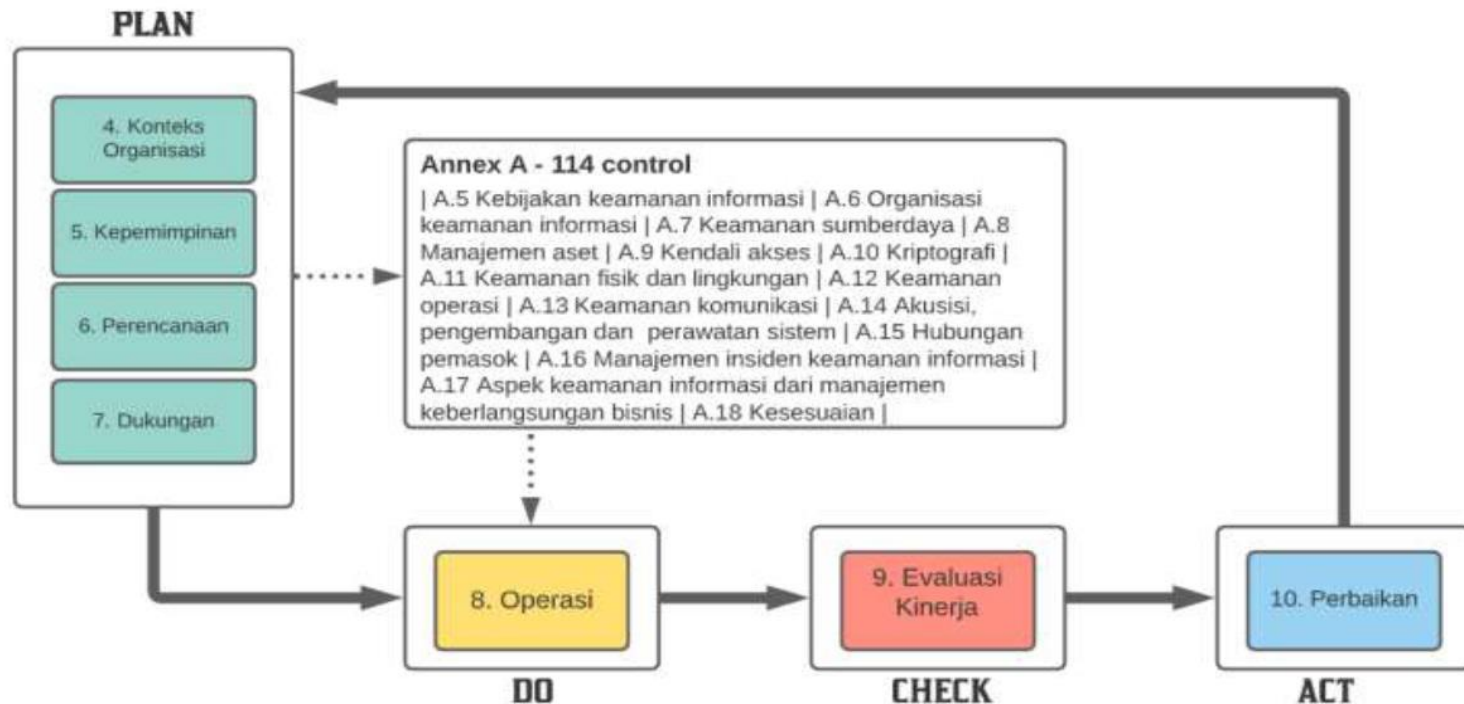 PLAN
4. Konteks
Organisasi
5. Kepemimpinan
6. Perencanaan
7. Dukungan
Annex A - 114 control
| A.5 Kebijakan keamanan informasi | A.6 Organisasi
keamanan informasi | A.7 Keamanan sumberdaya | A.8
Manajemen aset | A.9 Kendali akses | A.10 Kriptografi |
A.11 Keamanan fisik dan lingkungan | A.12 Keamanan
operasi | A.13 Keamanan komunikasi | A.14 Akusisi,
pengembangan dan perawatan sistem | A.15 Hubungan
pemasok | A.16 Manajemen insiden keamanan informasi |
A.17 Aspek keamanan informasi dari manajemen
keberlangsungan bisnis | A.18 Kesesuaian |
8. Operasi
DO
9. Evaluasi
Kinerja
CHECK
10. Perbaikan
ACT